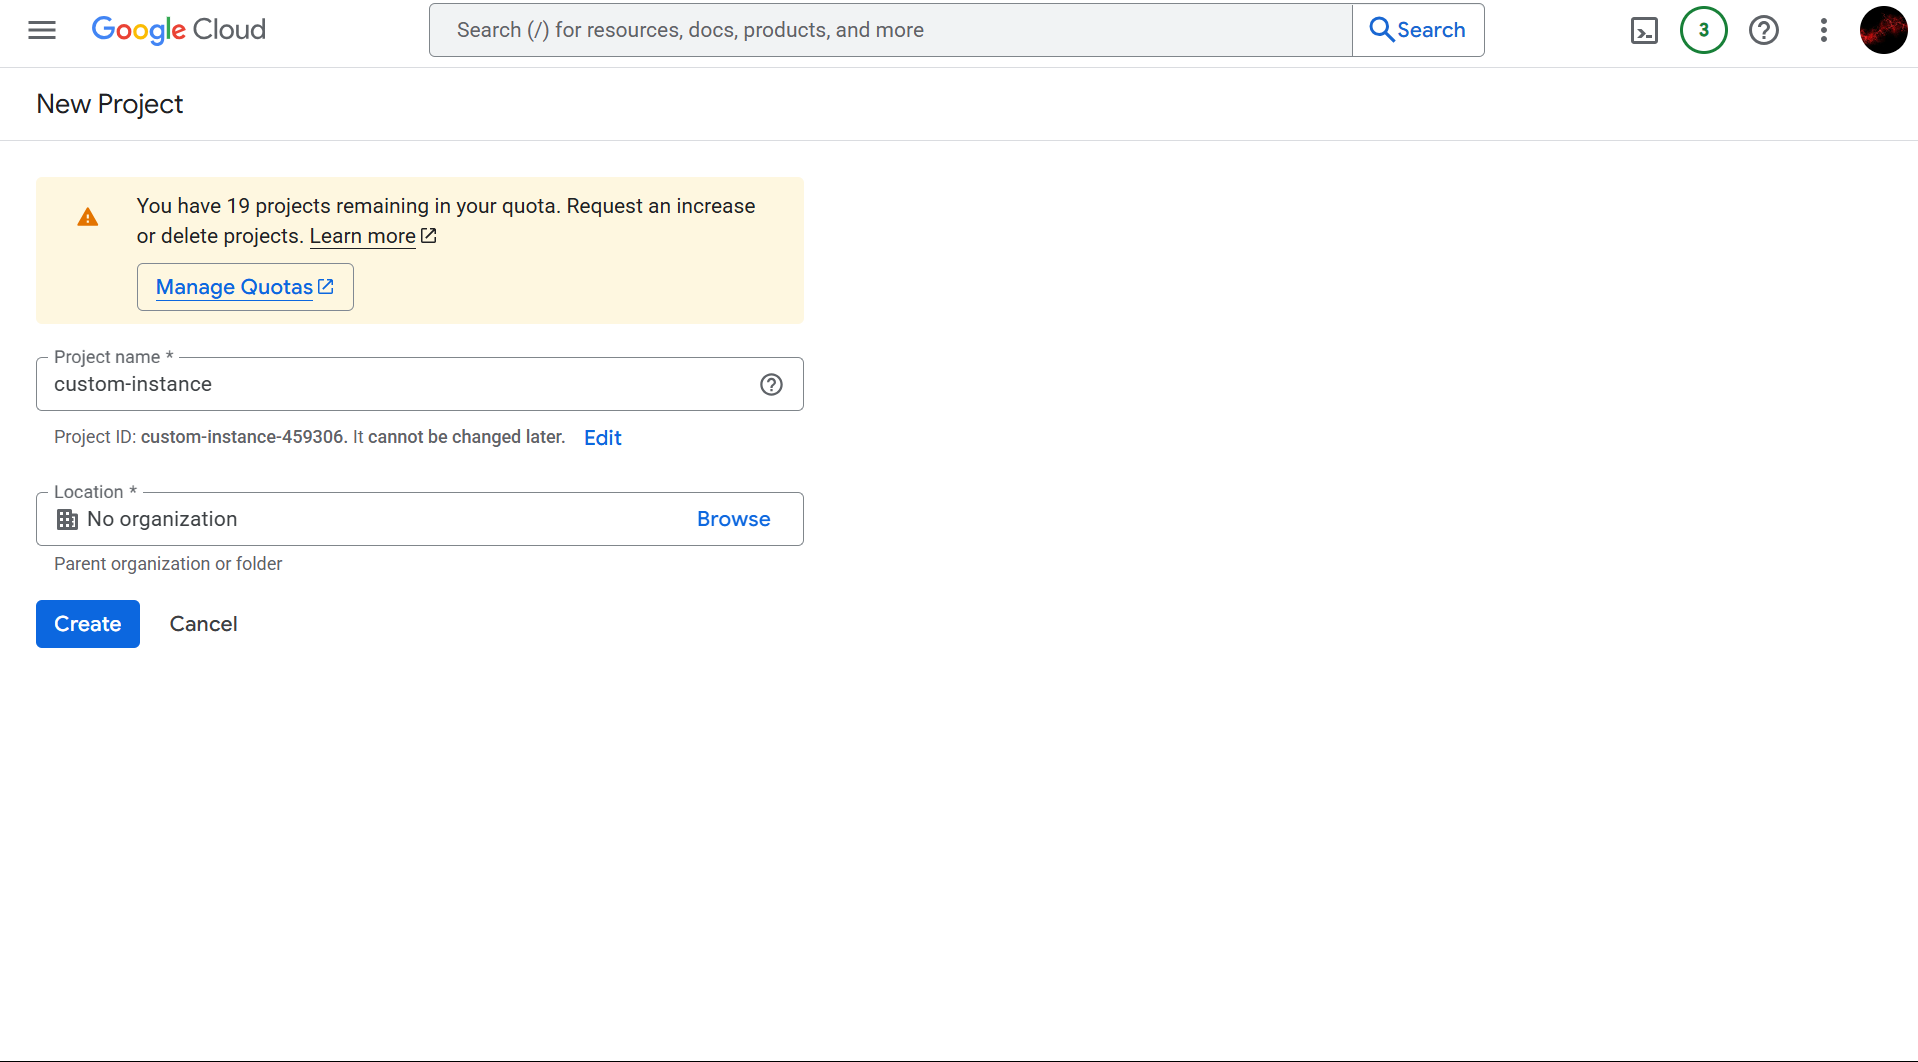 Google Cloud
Search (/) for resources, docs, products, and more
Search
3
New Project
You have 19 projects remaining in your quota. Request an increase
or delete projects. Learn more
Manage Quotas
Project name *
custom-instance
Project ID: custom-instance-459306. It cannot be changed later. Edit
Location *
No organization
Browse
Parent organization or folder
Create
Cancel